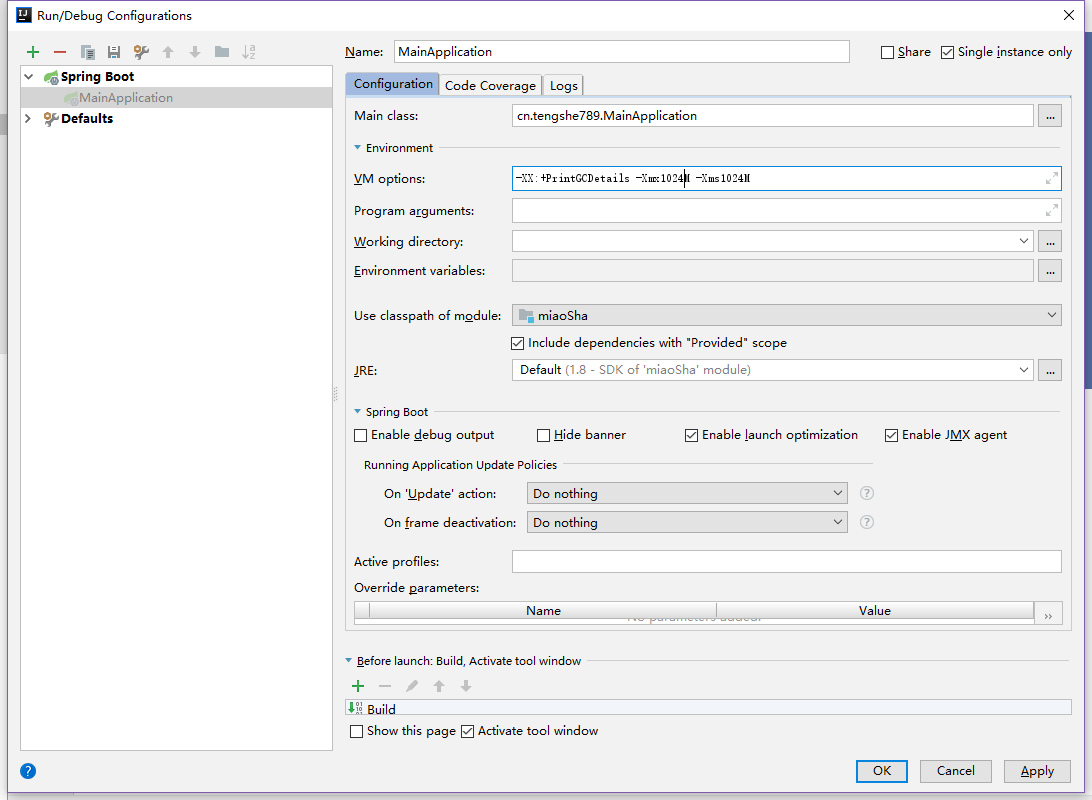 Run/Debug Configurations
Name: MainApplication Share Single instance only
Spring Boot
MainApplication
Defaults
Configuration Code Coverage Logs
Main class: cn.tengshe789.MainApplication ...
Environment
VM options: -XX:+PrintGCDetails -Xmx1024M -Xms1024M
Program arguments:
Working directory: ...
Environment variables: ...
Use classpath of module: miaoSha
Include dependencies with "Provided" scope
JRE: Default (1.8 - SDK of 'miaoSha' module) ...
Spring Boot
Enable debug output Hide banner Enable launch optimization Enable JMX agent
Running Application Update Policies
On 'Update' action: Do nothing ?
On frame deactivation: Do nothing ?
Active profiles:
Override parameters:
Name Value
No parameters added.
Before launch: Build, Activate tool window
Build
Show this page Activate tool window
? OK Cancel Apply